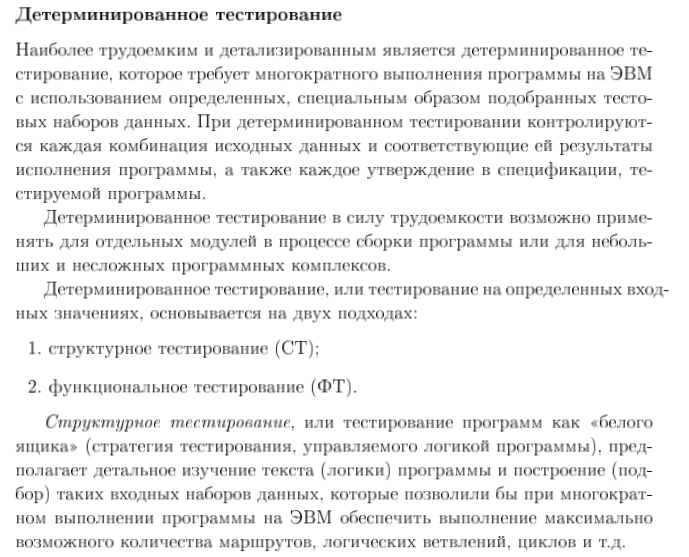 Детерминированное тестирование
Наиболее трудоемким и детализированным является детерминированное те-
стирование, которое требует многократного выполнения программы на ЭВМ
с использованием определенных, специальным образом подобранных тесто-
вых наборов данных. При детерминированном тестировании контролируют-
ся каждая комбинация исходных данных и соответствующие ей результаты
исполнения программы, а также каждое утверждение в спецификации, те-
стируемой программы.
Детерминированное тестирование в силу трудоемкости возможно приме-
нять для отдельных модулей в процессе сборки программы или для неболь-
ших и несложных программных комплексов.
Детерминированное тестирование, или тестирование на определенных вход-
ных значениях, основывается на двух подходах:
1. структурное тестирование (СТ);
2. функциональное тестирование (ФТ).
Структурное тестирование, или тестирование программ как «белого
ящика» (стратегия тестирования, управляемого логикой программы), пред-
полагает детальное изучение текста (логики) программы и построение (под-
бор) таких входных наборов данных, которые позволили бы при многократ-
ном выполнении программы на ЭВМ обеспечить выполнение максимально
возможного количества маршрутов, логических ветвлений, циклов и т.д.